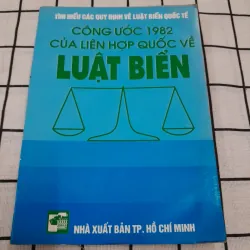 TÌM HIỂU CÁC QUY ĐỊNH VỀ LUẬT BIỂN QUỐC TẾ
CÔNG ƯỚC 1982
CỦA LIÊN HỢP QUỐC VỀ
LUẬT BIỂN
NHÀ XUẤT BẢN TP. HỒ CHÍ MINH